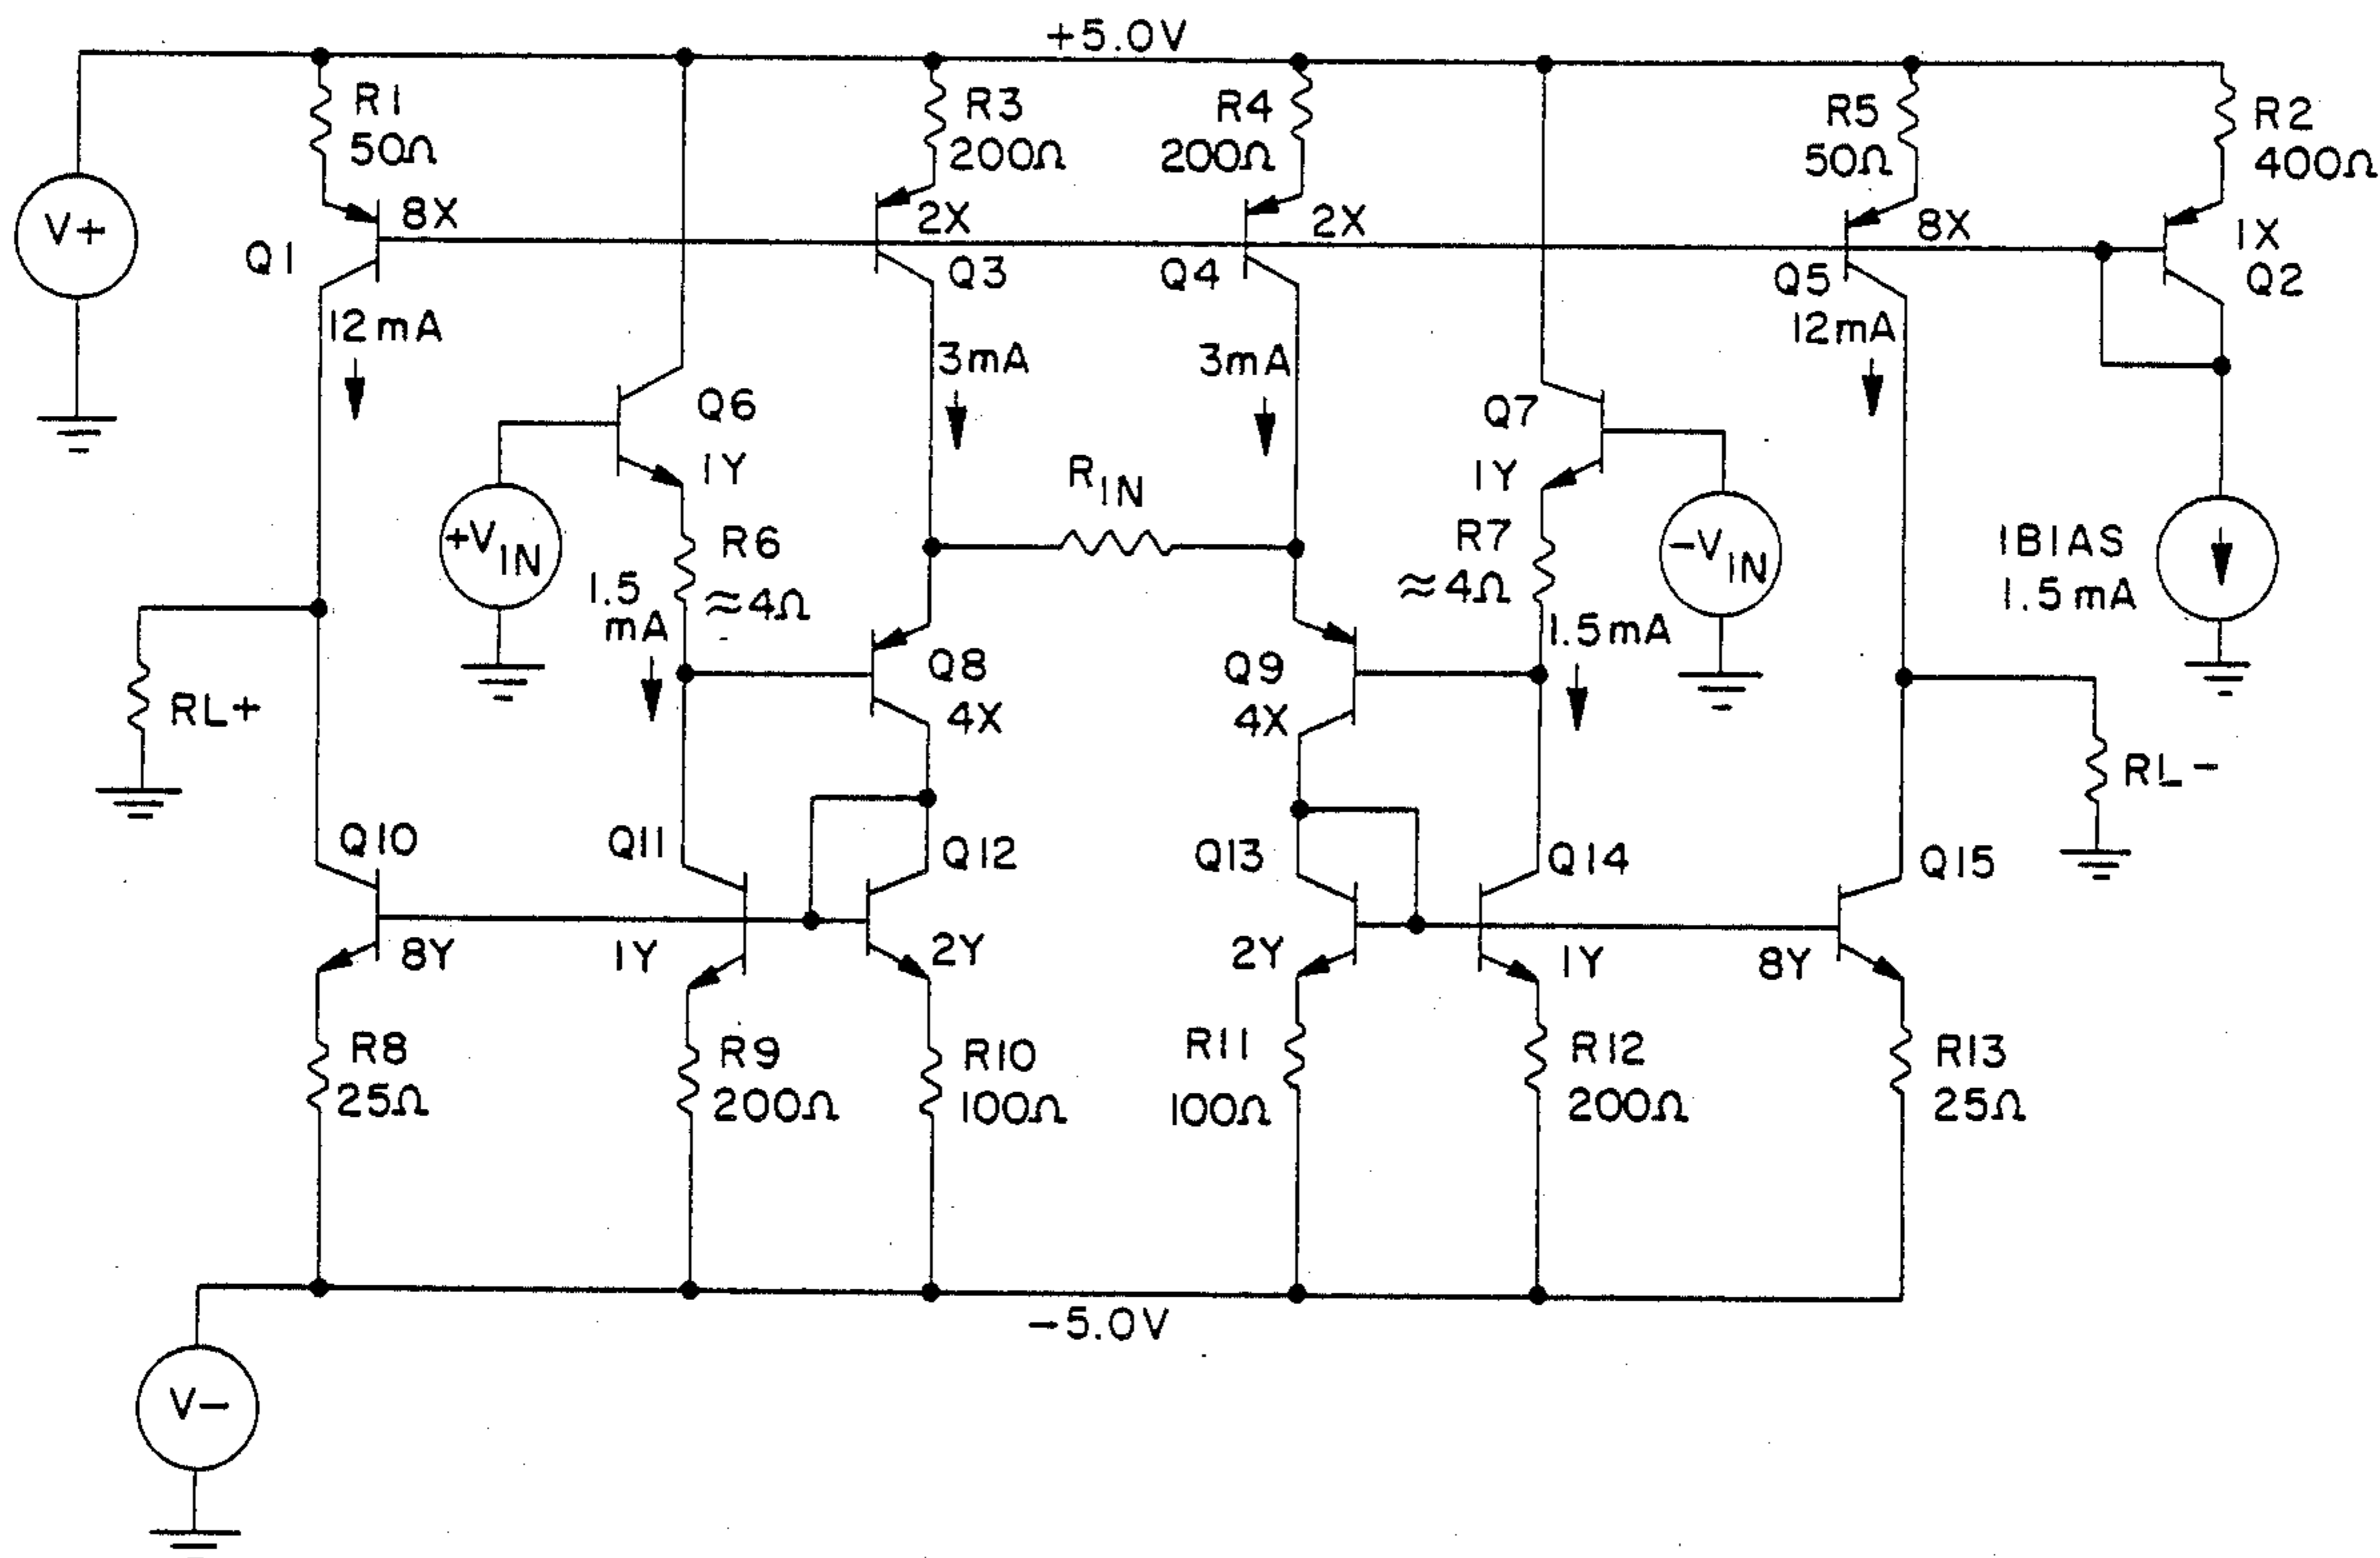 +5.0V
R1
50Ω
R3
200Ω
R4
200Ω
R5
50Ω
R2
400Ω
V+
8X
Q1
2X
Q3
2X
Q4
8X
Q5
1X
Q2
12mA
3mA
3mA
12mA
Q6
1Y
Q7
1Y
+VIN
RIN
-VIN
R6
≈4Ω
R7
≈4Ω
1.5
mA
1.5mA
IBIAS
1.5mA
Q8
4X
Q9
4X
RL+
RL-
Q10
8Y
Q11
1Y
Q12
2Y
Q13
2Y
Q14
1Y
Q15
8Y
R8
25Ω
R9
200Ω
R10
100Ω
R11
100Ω
R12
200Ω
R13
25Ω
-5.0V
V-